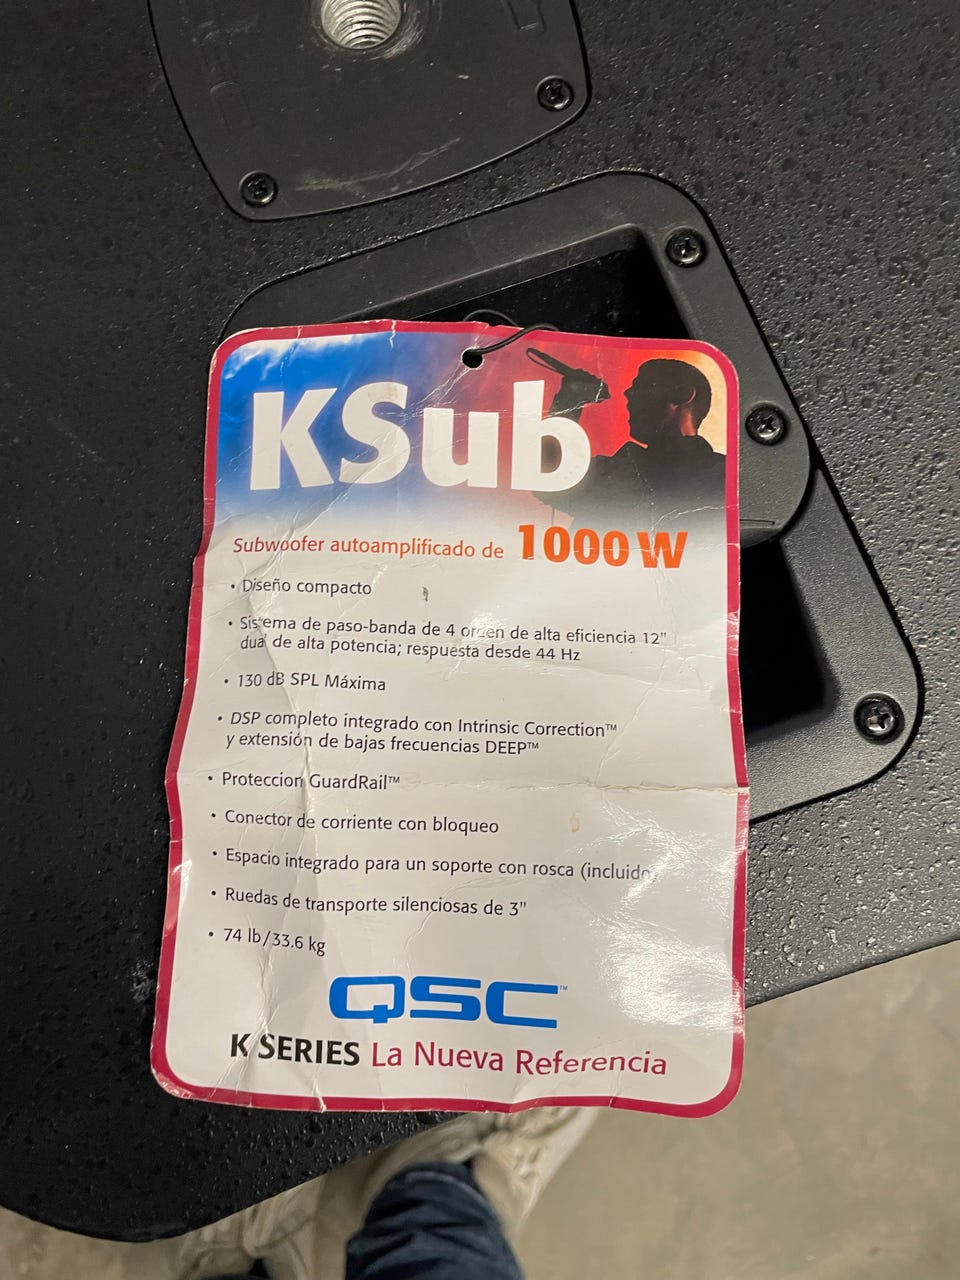 KSub
Subwoofer autoamplificado de 1000 W
• Diseño compacto
• Sistema de paso-banda de 4 orden de alta eficiencia 12"
dual de alta potencia; respuesta desde 44 Hz
• 130 dB SPL Máxima
• DSP completo integrado con Intrinsic Correction™
y extensión de bajas frecuencias DEEP™
• Proteccion GuardRail™
• Conector de corriente con bloqueo
• Espacio integrado para un soporte con rosca (incluido
• Ruedas de transporte silenciosas de 3"
• 74 lb/33.6 kg
QSC™
K SERIES La Nueva Referencia